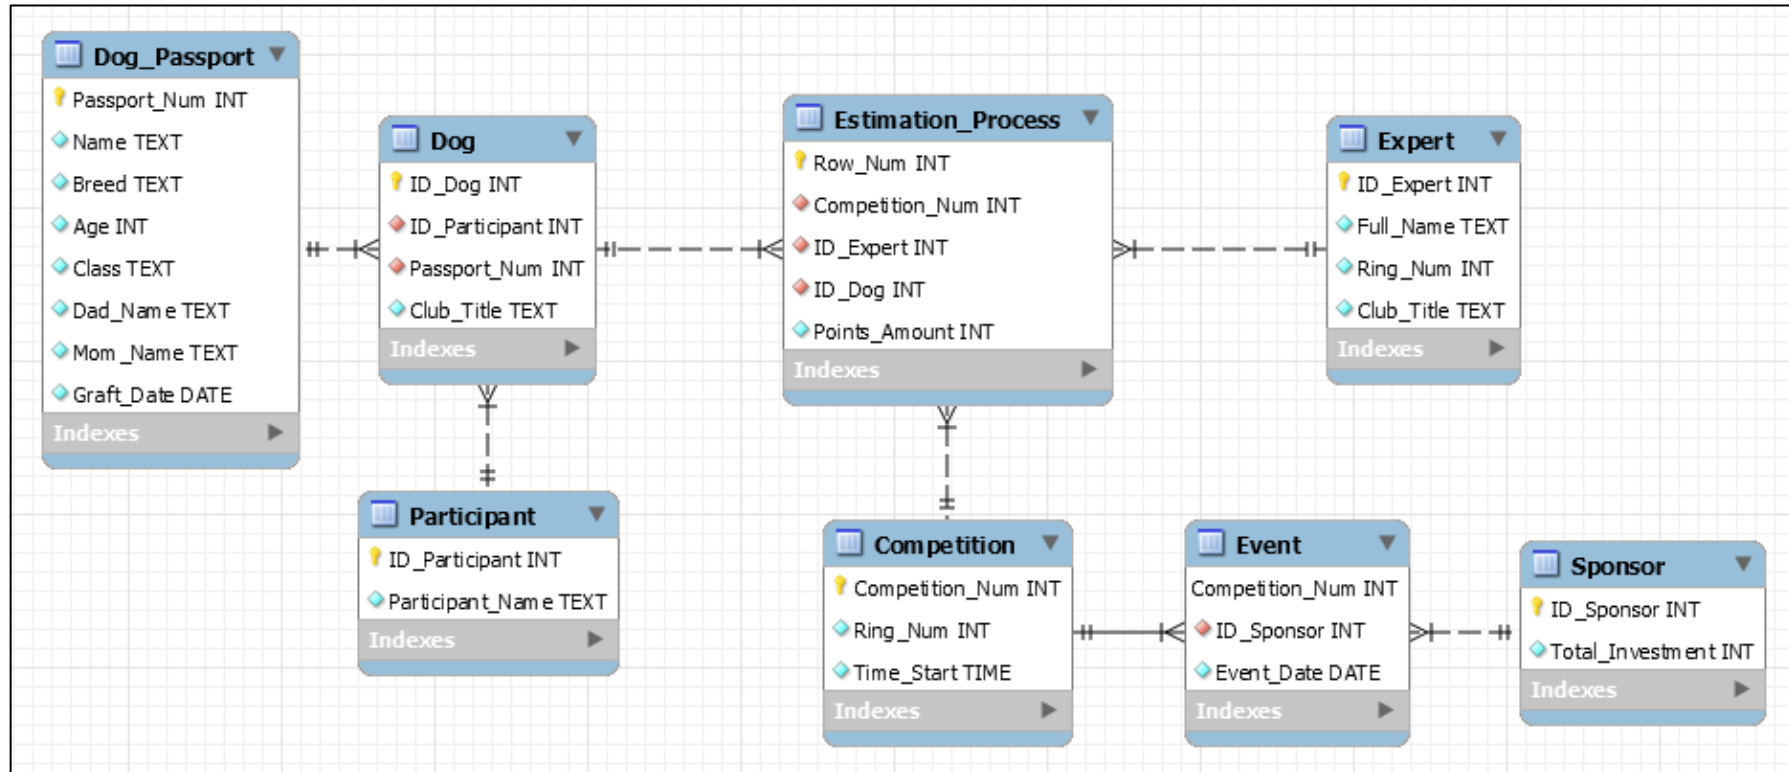 Dog_Passport
Passport_Num INT
Name TEXT
Breed TEXT
Age INT
Class TEXT
Dad_Name TEXT
Mom_Name TEXT
Graft_Date DATE
Indexes
Dog
ID_Dog INT
ID_Participant INT
Passport_Num INT
Club_Title TEXT
Indexes
Estimation_Process
Row_Num INT
Competition_Num INT
ID_Expert INT
ID_Dog INT
Points_Amount INT
Indexes
Expert
ID_Expert INT
Full_Name TEXT
Ring_Num INT
Club_Title TEXT
Indexes
Participant
ID_Participant INT
Participant_Name TEXT
Indexes
Competition
Competition_Num INT
Ring_Num INT
Time_Start TIME
Indexes
Event
Competition_Num INT
ID_Sponsor INT
Event_Date DATE
Indexes
Sponsor
ID_Sponsor INT
Total_Investment INT
Indexes